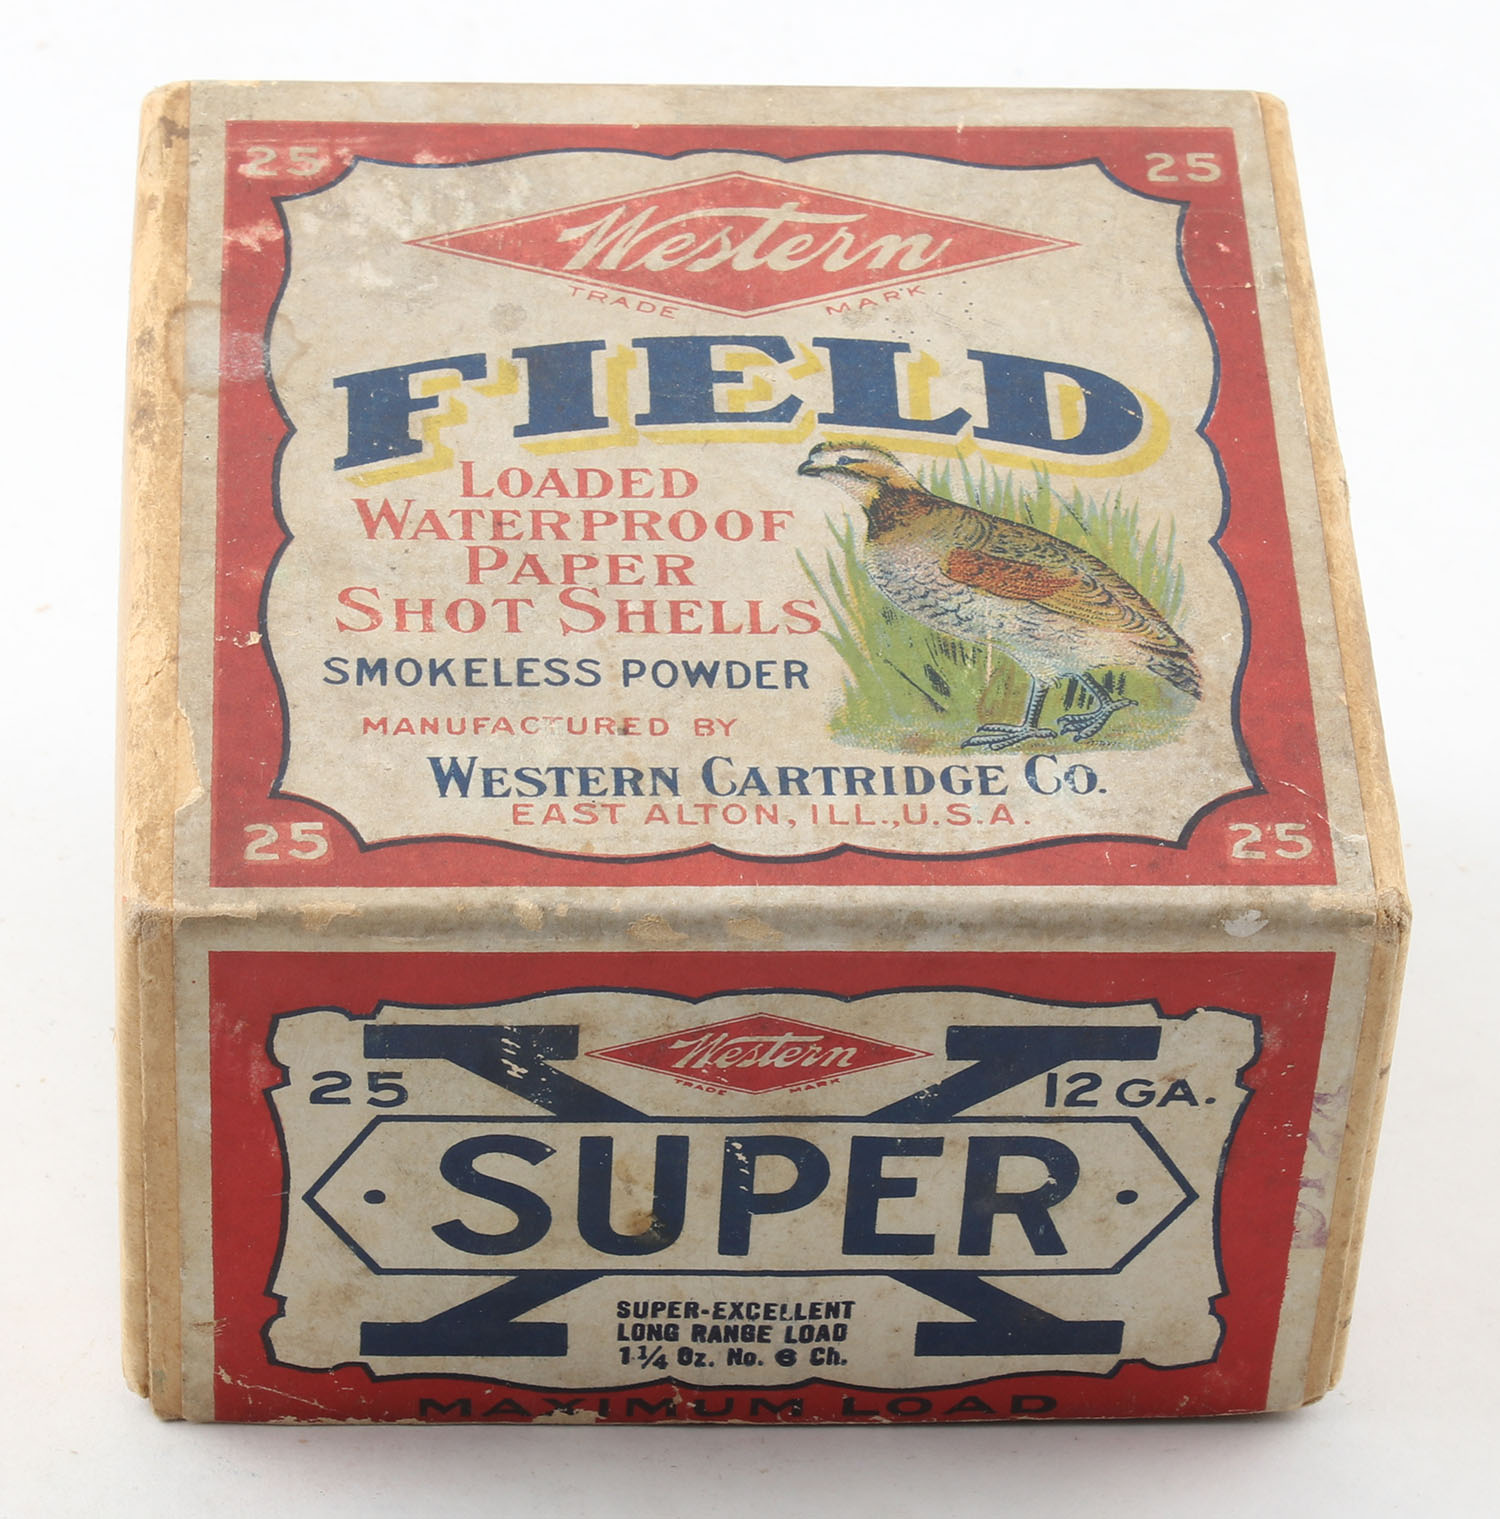 25 25
Western
TRADE MARK
FIELD
LOADED
WATERPROOF
PAPER
SHOT SHELLS
SMOKELESS POWDER
MANUFACTURED BY
WESTERN CARTRIDGE CO.
EAST ALTON, ILL., U.S.A.
25 25
X
Western
TRADE MARK
25 12 GA.
SUPER
SUPER-EXCELLENT
LONG RANGE LOAD
1 1/4 Oz. No. 6 Ch.
MAXIMUM LOAD